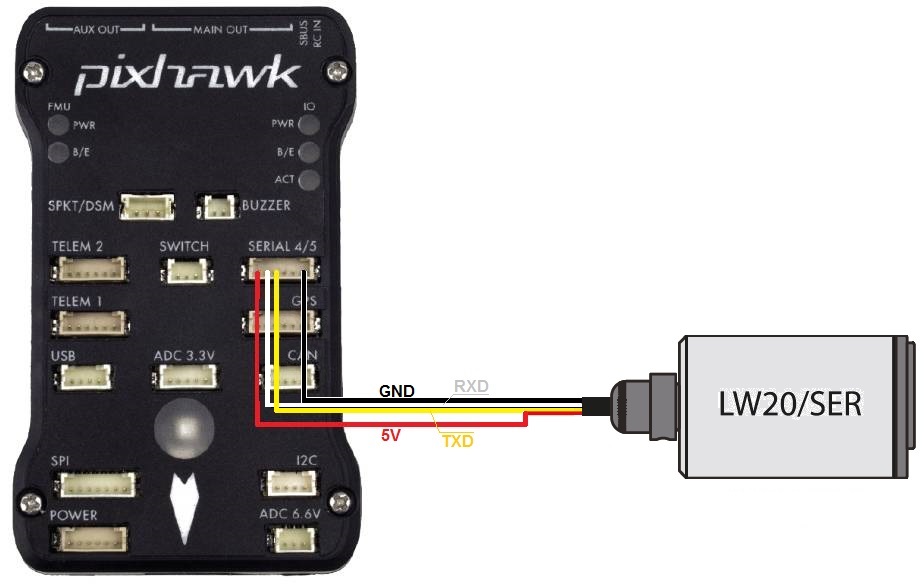 AUX OUT MAIN OUT SBUS
RC IN
pixhawk
FMU IO
PWR PWR
B/E B/E
ACT
SPKT/DSM BUZZER
TELEM 2 SWITCH SERIAL 4/5
TELEM 1 GPS
USB ADC 3.3V CAN
GND RXD
5V TXD
LW20/SER
SPI I2C
POWER ADC 6.6V